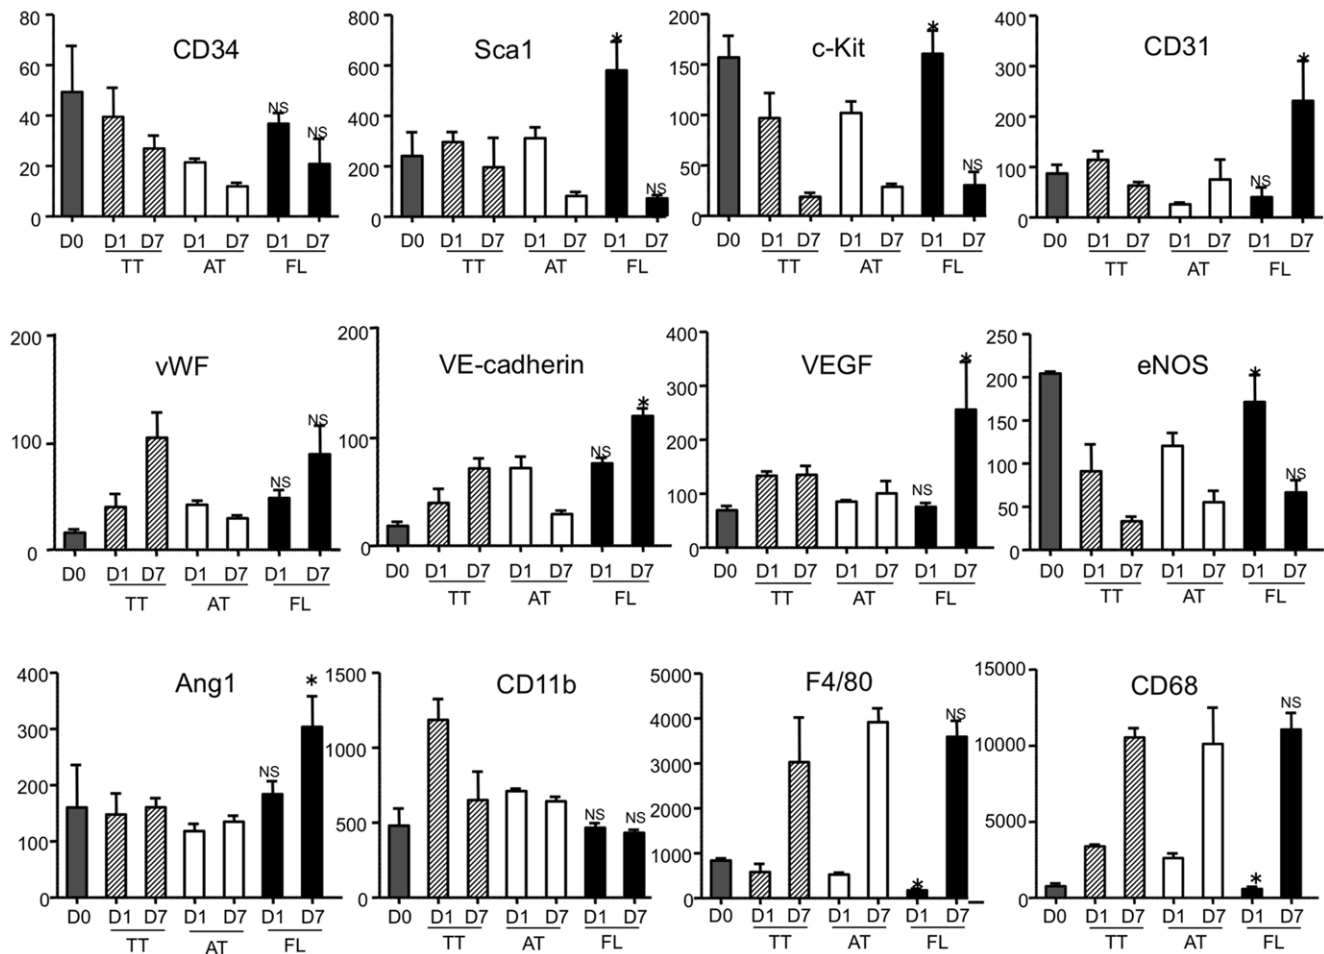 CD34
80
60
40
20
0
NS
NS
D0 D1 D7 D1 D7 D1 D7
TT AT FL
Sca1
800
600
400
200
0
*
NS
D0 D1 D7 D1 D7 D1 D7
TT AT FL
c-Kit
200
150
100
50
0
*
NS
D0 D1 D7 D1 D7 D1 D7
TT AT FL
CD31
400
300
200
100
0
NS
*
D0 D1 D7 D1 D7 D1 D7
TT AT FL
vWF
200
100
0
NS
NS
D0 D1 D7 D1 D7 D1 D7
TT AT FL
VE-cadherin
200
100
0
NS
*
D0 D1 D7 D1 D7 D1 D7
TT AT FL
VEGF
400
300
200
100
0
NS
*
D0 D1 D7 D1 D7 D1 D7
TT AT FL
eNOS
250
200
150
100
50
0
*
NS
D0 D1 D7 D1 D7 D1 D7
TT AT FL
Ang1
400
300
200
100
0
NS
*
D0 D1 D7 D1 D7 D1 D7
TT AT FL
CD11b
1500
1000
500
0
NS
NS
D0 D1 D7 D1 D7 D1 D7
TT AT FL
F4/80
5000
4000
3000
2000
1000
0
*
NS
D0 D1 D7 D1 D7 D1 D7
TT AT FL
CD68
15000
10000
5000
0
*
NS
D0 D1 D7 D1 D7 D1 D7
TT AT FL